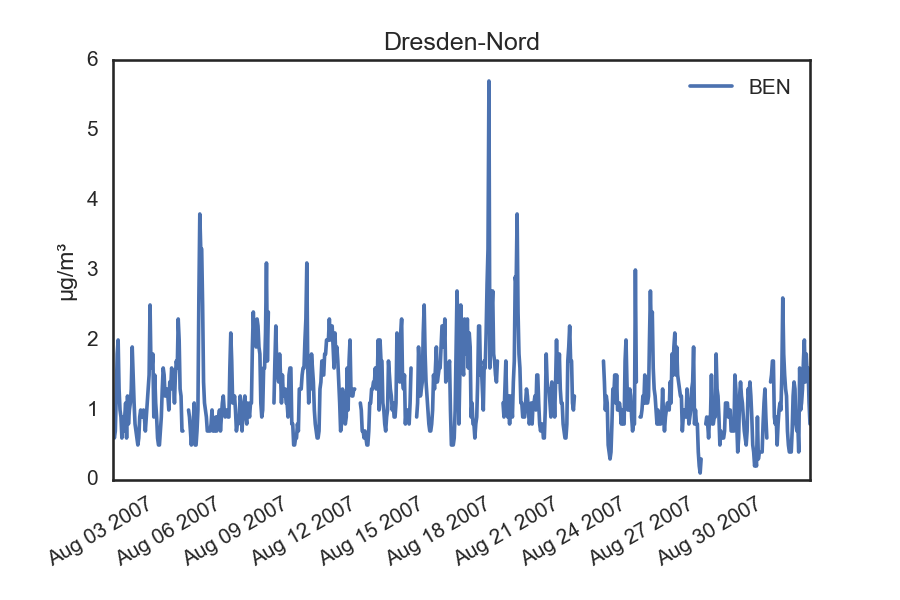 Dresden-Nord
6
5
4
3
2
1
0
µg/m³
BEN
Aug 03 2007
Aug 06 2007
Aug 09 2007
Aug 12 2007
Aug 15 2007
Aug 18 2007
Aug 21 2007
Aug 24 2007
Aug 27 2007
Aug 30 2007